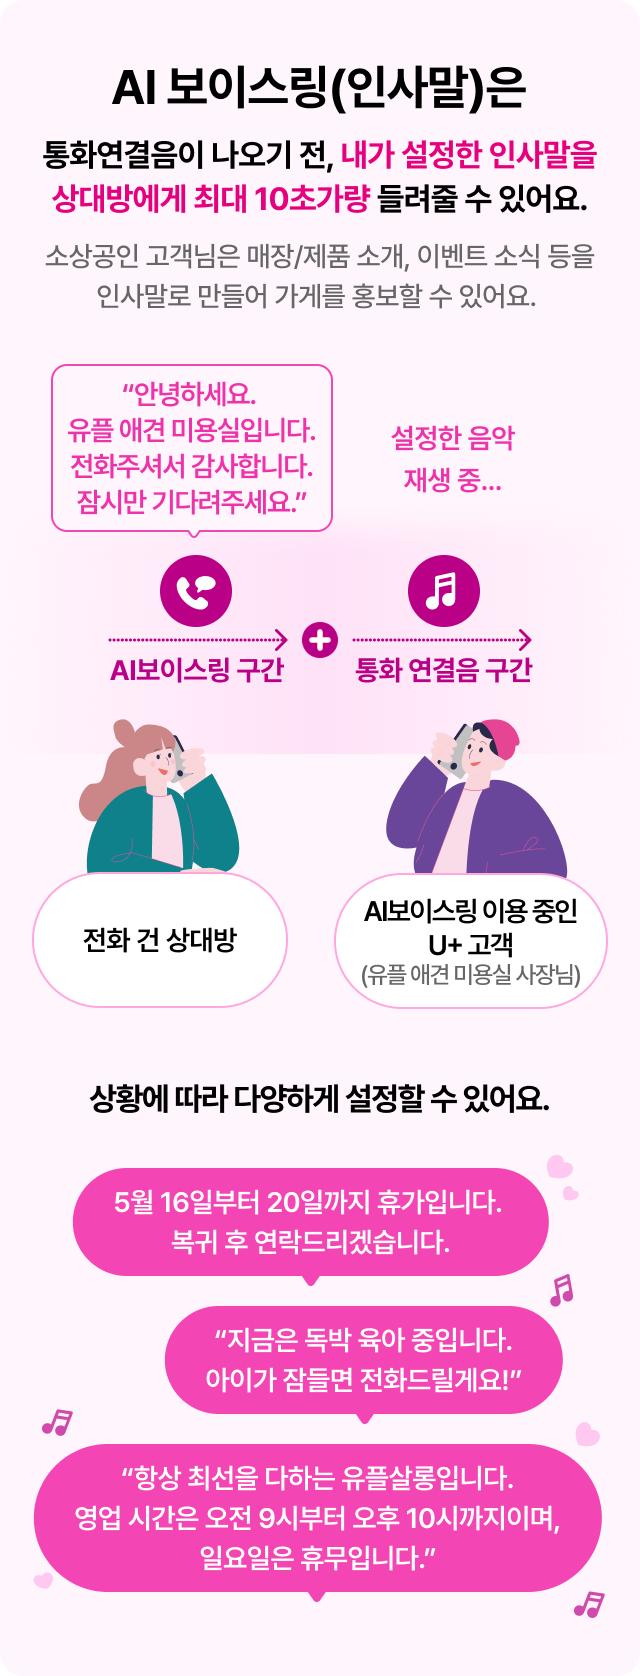 AI 보이스링(인사말)은
통화연결음이 나오기 전, 내가 설정한 인사말을
상대방에게 최대 10초가량 들려줄 수 있어요.
소상공인 고객님은 매장/제품 소개, 이벤트 소식 등을
인사말로 만들어 가게를 홍보할 수 있어요.
“안녕하세요.
유플 애견 미용실입니다.
전화주셔서 감사합니다.
잠시만 기다려주세요.”
설정한 음악
재생 중...
AI보이스링 구간
통화 연결음 구간
전화 건 상대방
AI보이스링 이용 중인
U+ 고객
(유플 애견 미용실 사장님)
상황에 따라 다양하게 설정할 수 있어요.
5월 16일부터 20일까지 휴가입니다.
복귀 후 연락드리겠습니다.
“지금은 독박 육아 중입니다.
아이가 잠들면 전화드릴게요!”
“항상 최선을 다하는 유플살롱입니다.
영업 시간은 오전 9시부터 오후 10시까지이며,
일요일은 휴무입니다.”